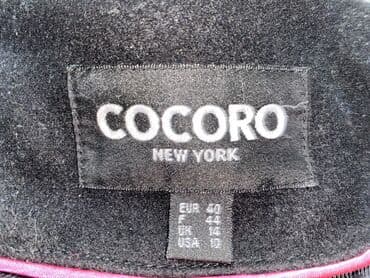 COCORO
NEW YORK
EUR 40
F 44
UK 14
USA 10